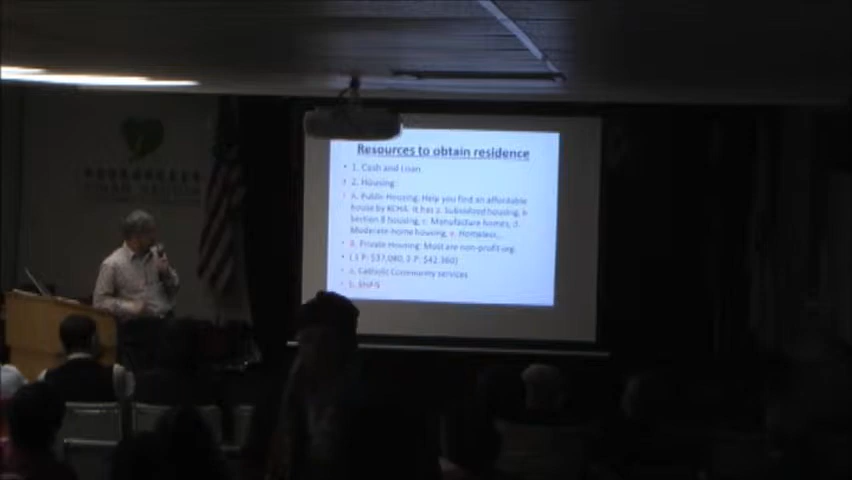 Resources to obtain residence
• 1. Cash and Loan
• 2. Housing:
• A. Public Housing: Help you find an affordable
house by KCHA. It has a. Subsidized housing, b.
Section 8 housing, c. Manufacture homes, d.
Moderate-home housing, e. Homeless,..
• B. Private Housing: Most are non-profit org.
• ( 1 P- $37,080, 2 P: $42,360)
• a. Catholic Community services
• b.